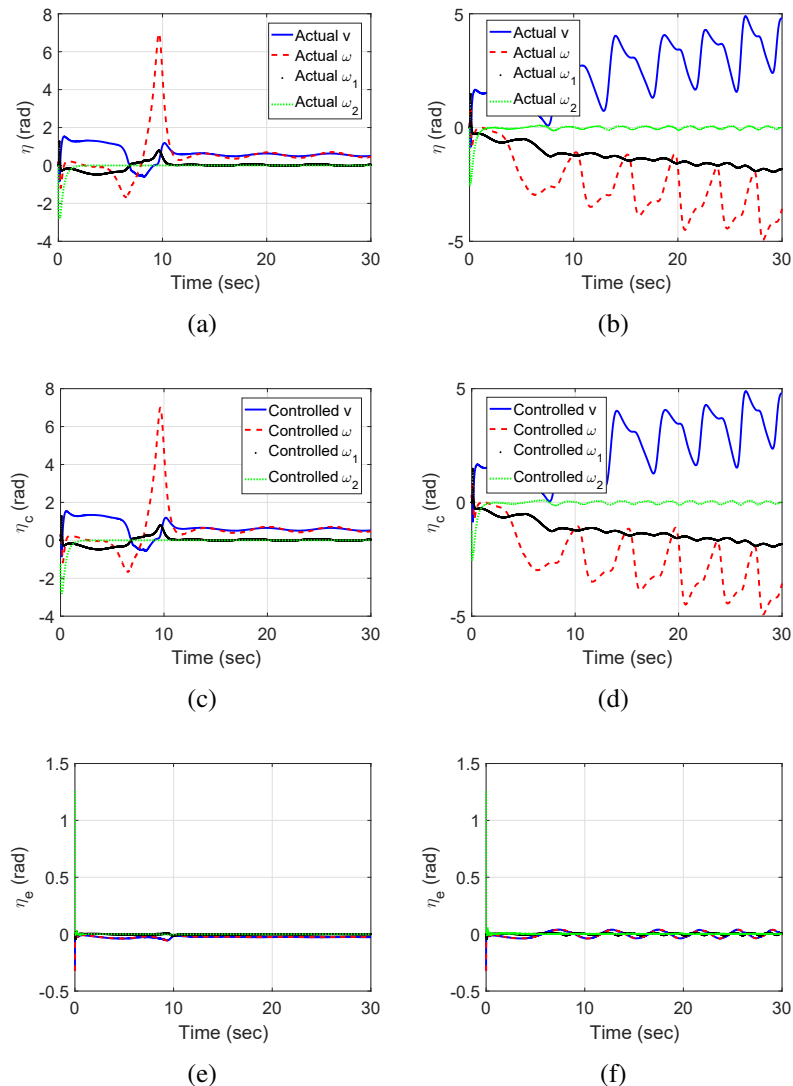 8
6
4
2
0
-2
-4
η (rad)
Actual v
Actual ω
Actual ω1
Actual ω2
0 10 20 30
Time (sec)
(a)
5
0
-5
η (rad)
Actual v
Actual ω
Actual ω1
Actual ω2
0 10 20 30
Time (sec)
(b)
8
6
4
2
0
-2
-4
ηc (rad)
Controlled v
Controlled ω
Controlled ω1
Controlled ω2
0 10 20 30
Time (sec)
(c)
5
0
-5
ηc (rad)
Controlled v
Controlled ω
Controlled ω1
Controlled ω2
0 10 20 30
Time (sec)
(d)
1.5
1
0.5
0
-0.5
ηe (rad)
0 10 20 30
Time (sec)
(e)
1.5
1
0.5
0
-0.5
ηe (rad)
0 10 20 30
Time (sec)
(f)